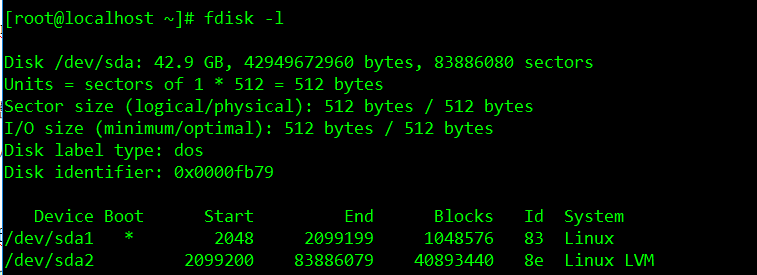 [root@localhost ~]# fdisk -l
Disk /dev/sda: 42.9 GB, 42949672960 bytes, 83886080 sectors
Units = sectors of 1 * 512 = 512 bytes
Sector size (logical/physical): 512 bytes / 512 bytes
I/O size (minimum/optimal): 512 bytes / 512 bytes
Disk label type: dos
Disk identifier: 0x0000fb79
Device Boot Start End Blocks Id System
/dev/sda1 * 2048 2099199 1048576 83 Linux
/dev/sda2 2099200 83886079 40893440 8e Linux LVM